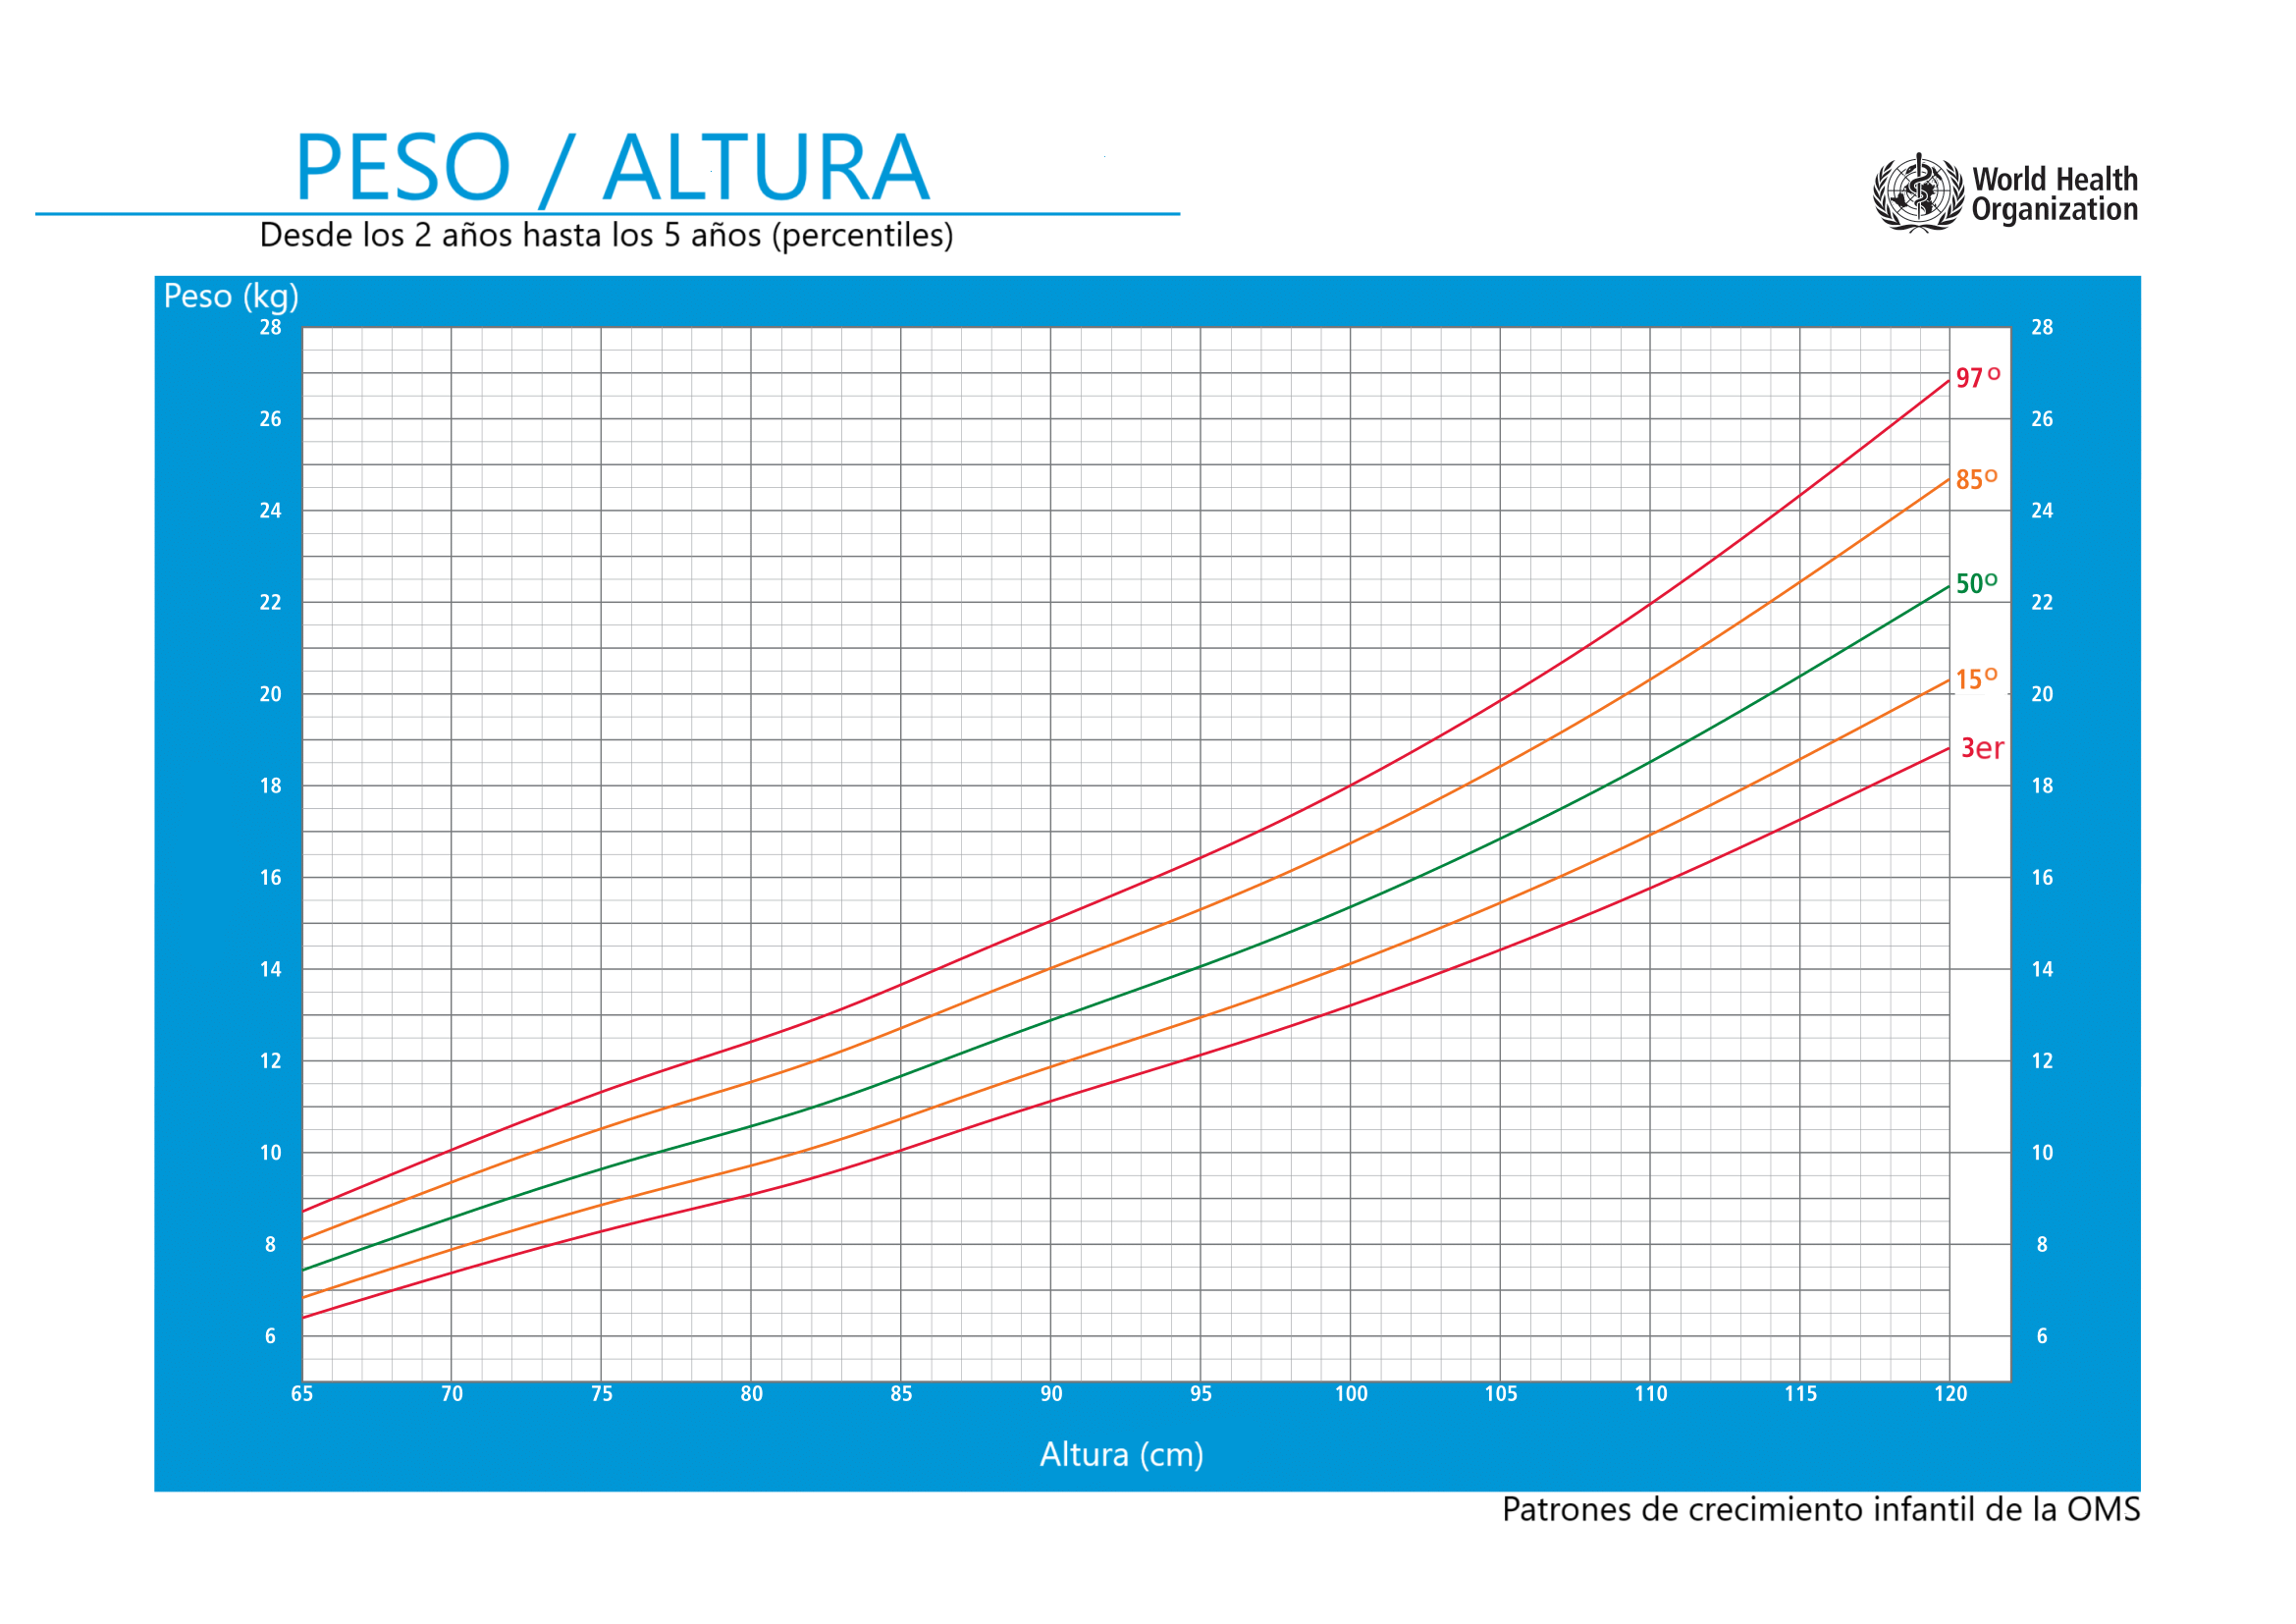 PESO / ALTURA
World Health
Organization
Desde los 2 años hasta los 5 años (percentiles)
Peso (kg)
28 28
97º
26 26
85º
24 24
50º
22 22
15º
20 20
3er
18 18
16 16
14 14
12 12
10 10
8 8
6 6
65 70 75 80 85 90 95 100 105 110 115 120
Altura (cm)
Patrones de crecimiento infantil de la OMS